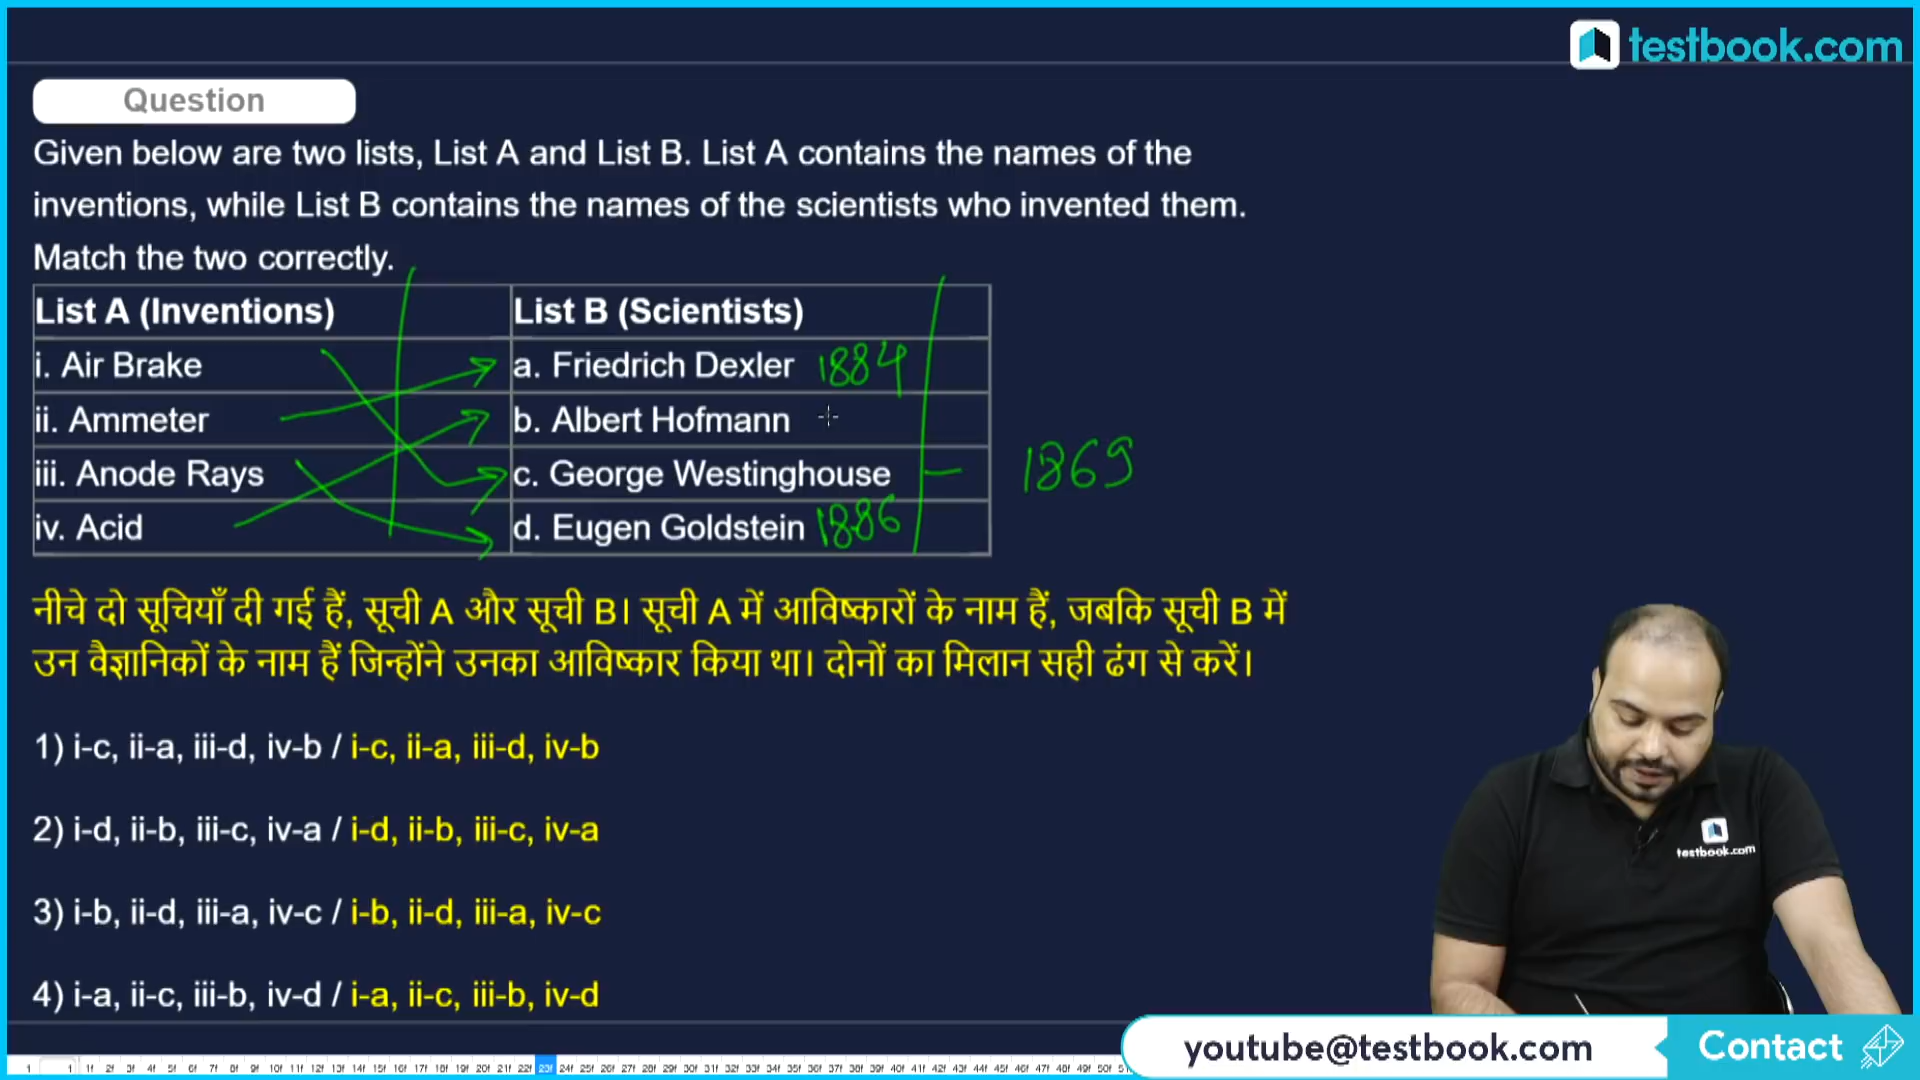 testbook.com
Question
Given below are two lists, List A and List B. List A contains the names of the
inventions, while List B contains the names of the scientists who invented them.
Match the two correctly.
List A (Inventions) List B (Scientists)
i. Air Brake a. Friedrich Dexler 1884
ii. Ammeter b. Albert Hofmann
iii. Anode Rays c. George Westinghouse 1869
iv. Acid d. Eugen Goldstein 1886
नीचे दो सूचियाँ दी गई हैं, सूची A और सूची B। सूची A में आविष्कारों के नाम हैं, जबकि सूची B में
उन वैज्ञानिकों के नाम हैं जिन्होंने उनका आविष्कार किया था। दोनों का मिलान सही ढंग से करें।
1) i-c, ii-a, iii-d, iv-b / i-c, ii-a, iii-d, iv-b
2) i-d, ii-b, iii-c, iv-a / i-d, ii-b, iii-c, iv-a
3) i-b, ii-d, iii-a, iv-c / i-b, ii-d, iii-a, iv-c
4) i-a, ii-c, iii-b, iv-d / i-a, ii-c, iii-b, iv-d
testbook.com
youtube@testbook.com Contact